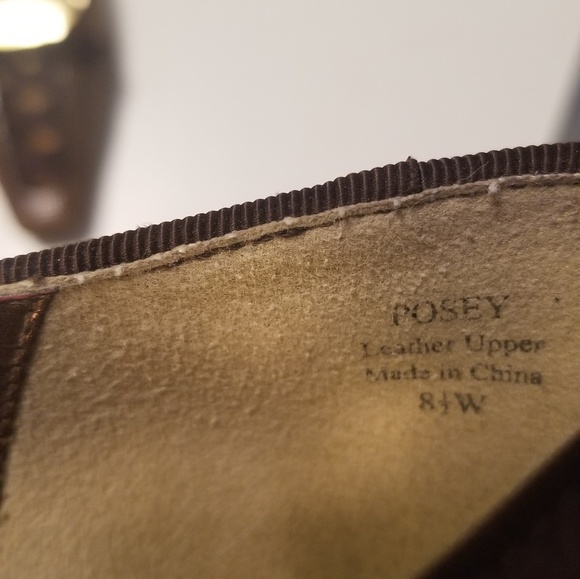 POSEY
Leather Upper
Made in China
8½W